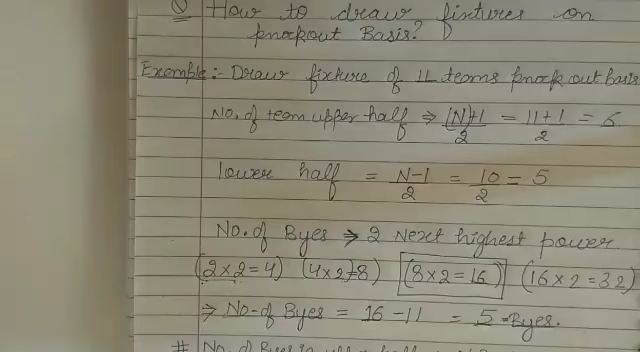 Q How to draw fixtures on
knockout Basis?
Example:- Draw fixture of 11 teams knock out basis
No. of team upper half ⇒ (N)+1/2 = 11+1/2 = 6
lower half = N-1/2 = 10/2 = 5
No. of Byes ⇒ 2 Next highest power
(2×2=4) (4×2=8) (8×2=16) (16×2=32)
⇒ No-of Byes = 16-11 = 5 Byes.
# No. of Byes